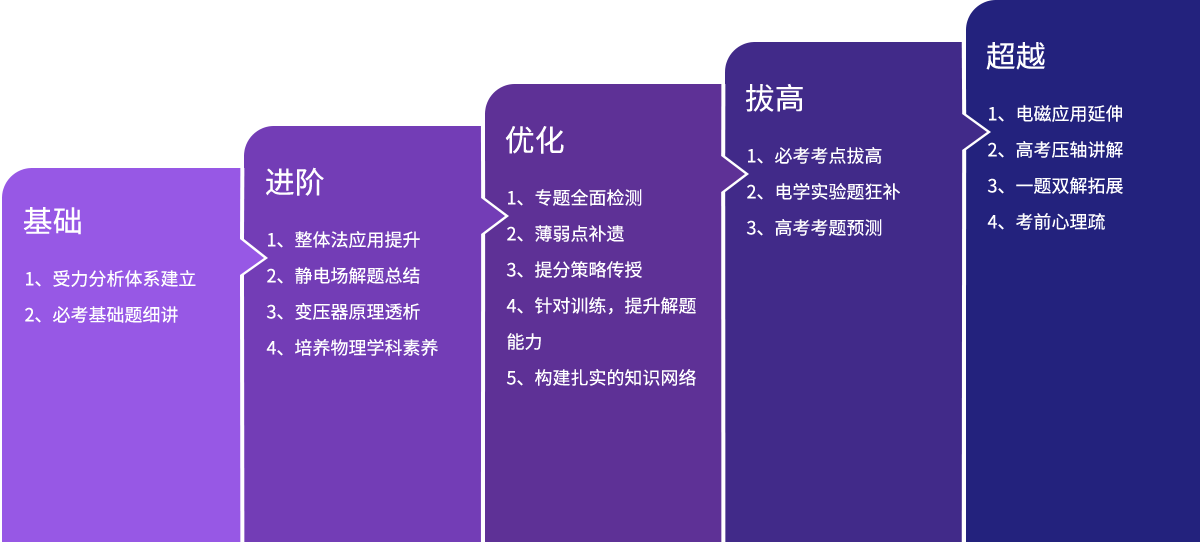 基础
1、受力分析体系建立
2、必考基础题细讲
进阶
1、整体法应用提升
2、静电场解题总结
3、变压器原理透析
4、培养物理学科素养
优化
1、专题全面检测
2、薄弱点补遗
3、提分策略传授
4、针对训练，提升解题
能力
5、构建扎实的知识网络
拔高
1、必考考点拔高
2、电学实验题狂补
3、高考考题预测
超越
1、电磁应用延伸
2、高考压轴讲解
3、一题双解拓展
4、考前心理疏